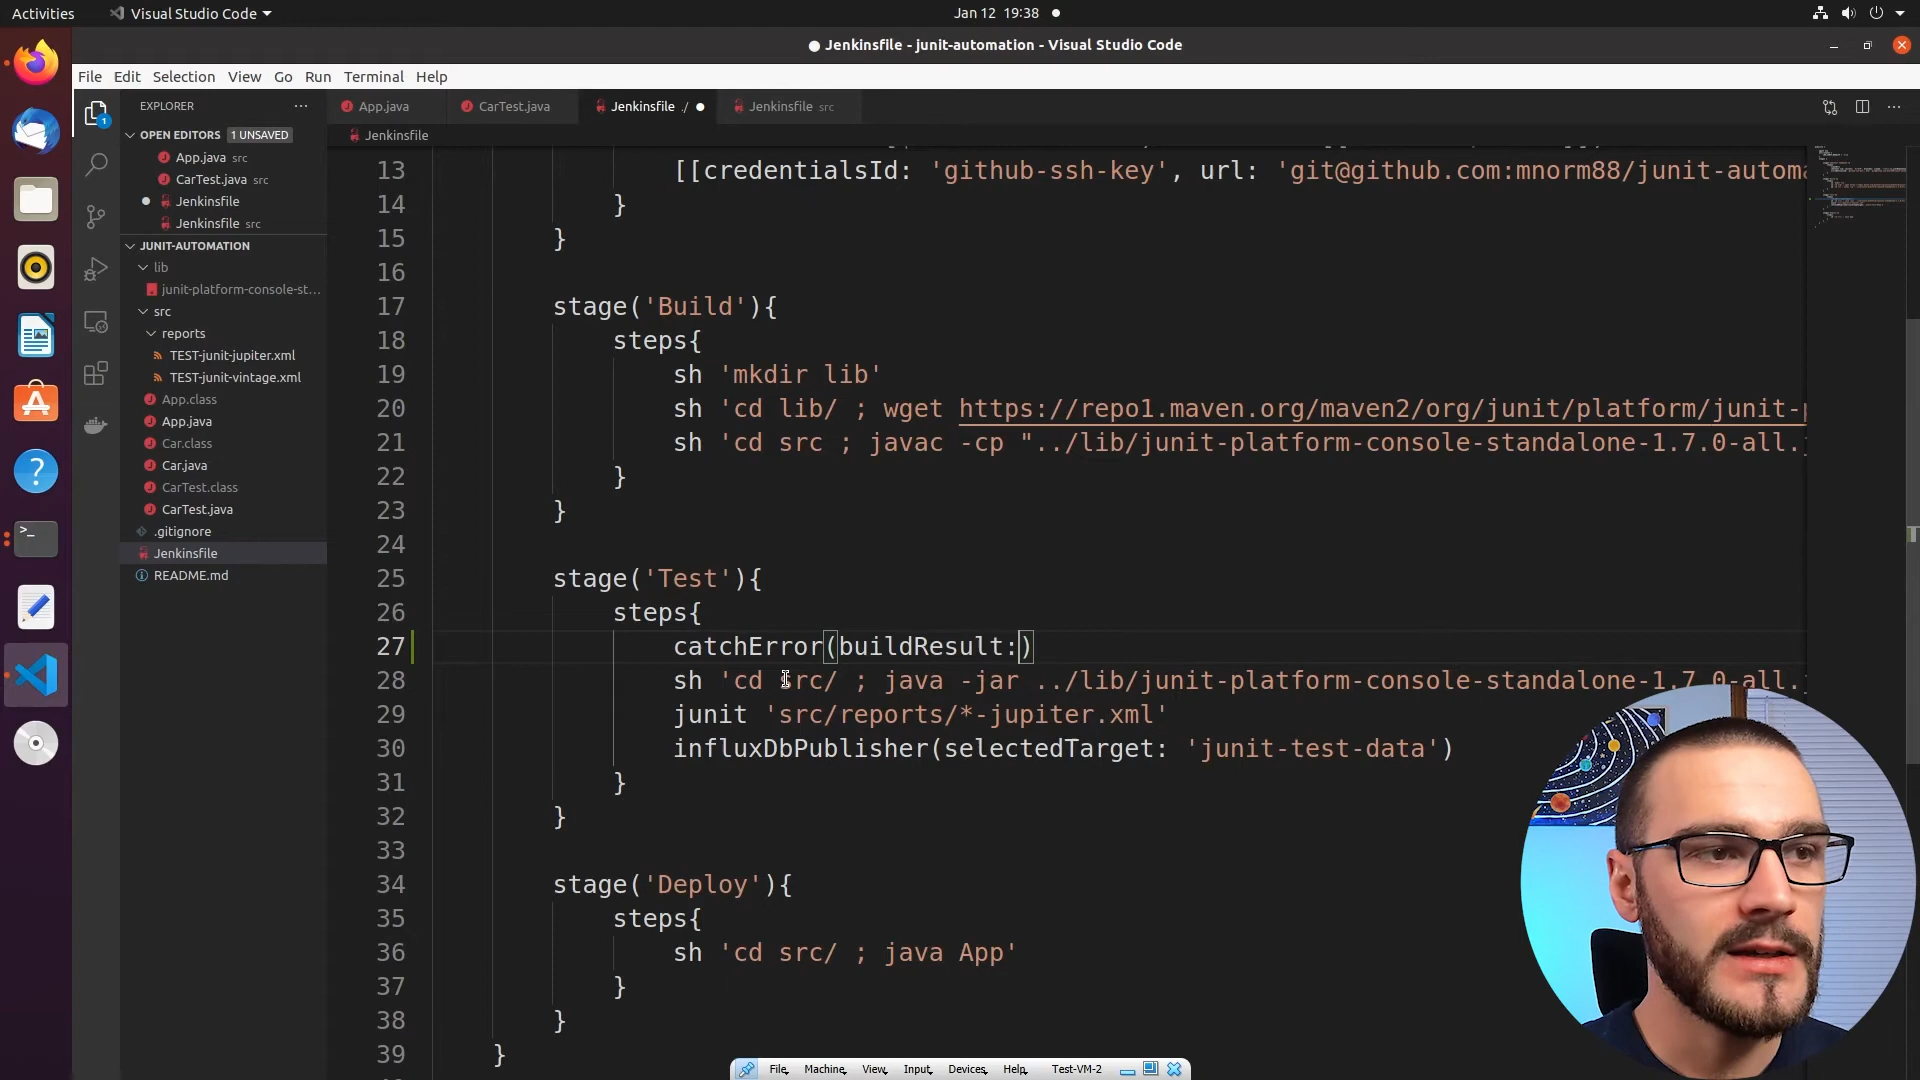 Activities
Visual Studio Code
Jan 12 19:38
Jenkinsfile - junit-automation - Visual Studio Code
File Edit Selection View Go Run Terminal Help
EXPLORER
App.java
CarTest.java
Jenkinsfile ./
Jenkinsfile src
OPEN EDITORS 1 UNSAVED
App.java src
CarTest.java src
Jenkinsfile
Jenkinsfile src
JUNIT-AUTOMATION
lib
junit-platform-console-st...
src
reports
TEST-junit-jupiter.xml
TEST-junit-vintage.xml
App.class
App.java
Car.class
Car.java
CarTest.class
CarTest.java
.gitignore
Jenkinsfile
README.md
1
Jenkinsfile
13 [[credentialsId: 'github-ssh-key', url: 'git@github.com:mnorm88/junit-automa
14 }
15 }
16
17 stage('Build'){
18 steps{
19 sh 'mkdir lib'
20 sh 'cd lib/ ; wget https://repo1.maven.org/maven2/org/junit/platform/junit-p
21 sh 'cd src ; javac -cp "../lib/junit-platform-console-standalone-1.7.0-all.
22 }
23 }
24
25 stage('Test'){
26 steps{
27 catchError(buildResult:)
28 sh 'cd src/ ; java -jar ../lib/junit-platform-console-standalone-1.7.0-all.
29 junit 'src/reports/*-jupiter.xml'
30 influxDbPublisher(selectedTarget: 'junit-test-data')
31 }
32 }
33
34 stage('Deploy'){
35 steps{
36 sh 'cd src/ ; java App'
37 }
38 }
39 }
File Machine View Input Devices Help Test-VM-2